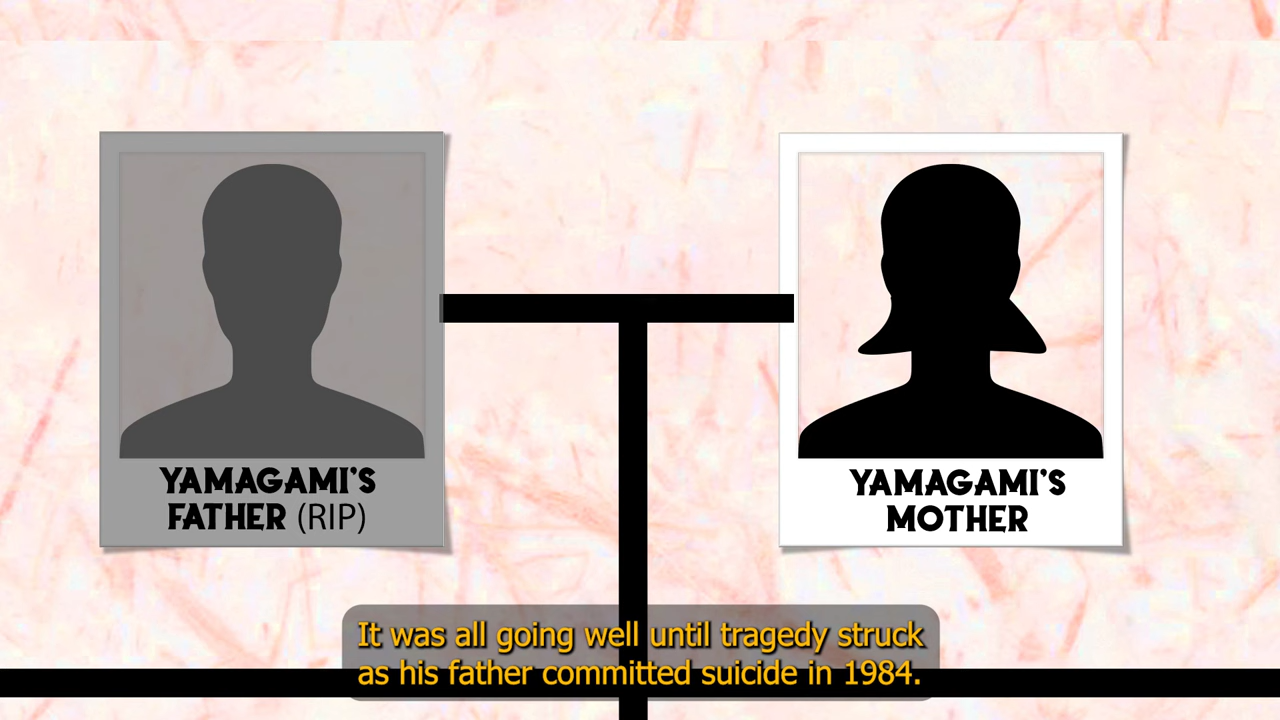 YAMAGAMI'S
FATHER (RIP)
YAMAGAMI'S
MOTHER
It was all going well until tragedy struck
as his father committed suicide in 1984.